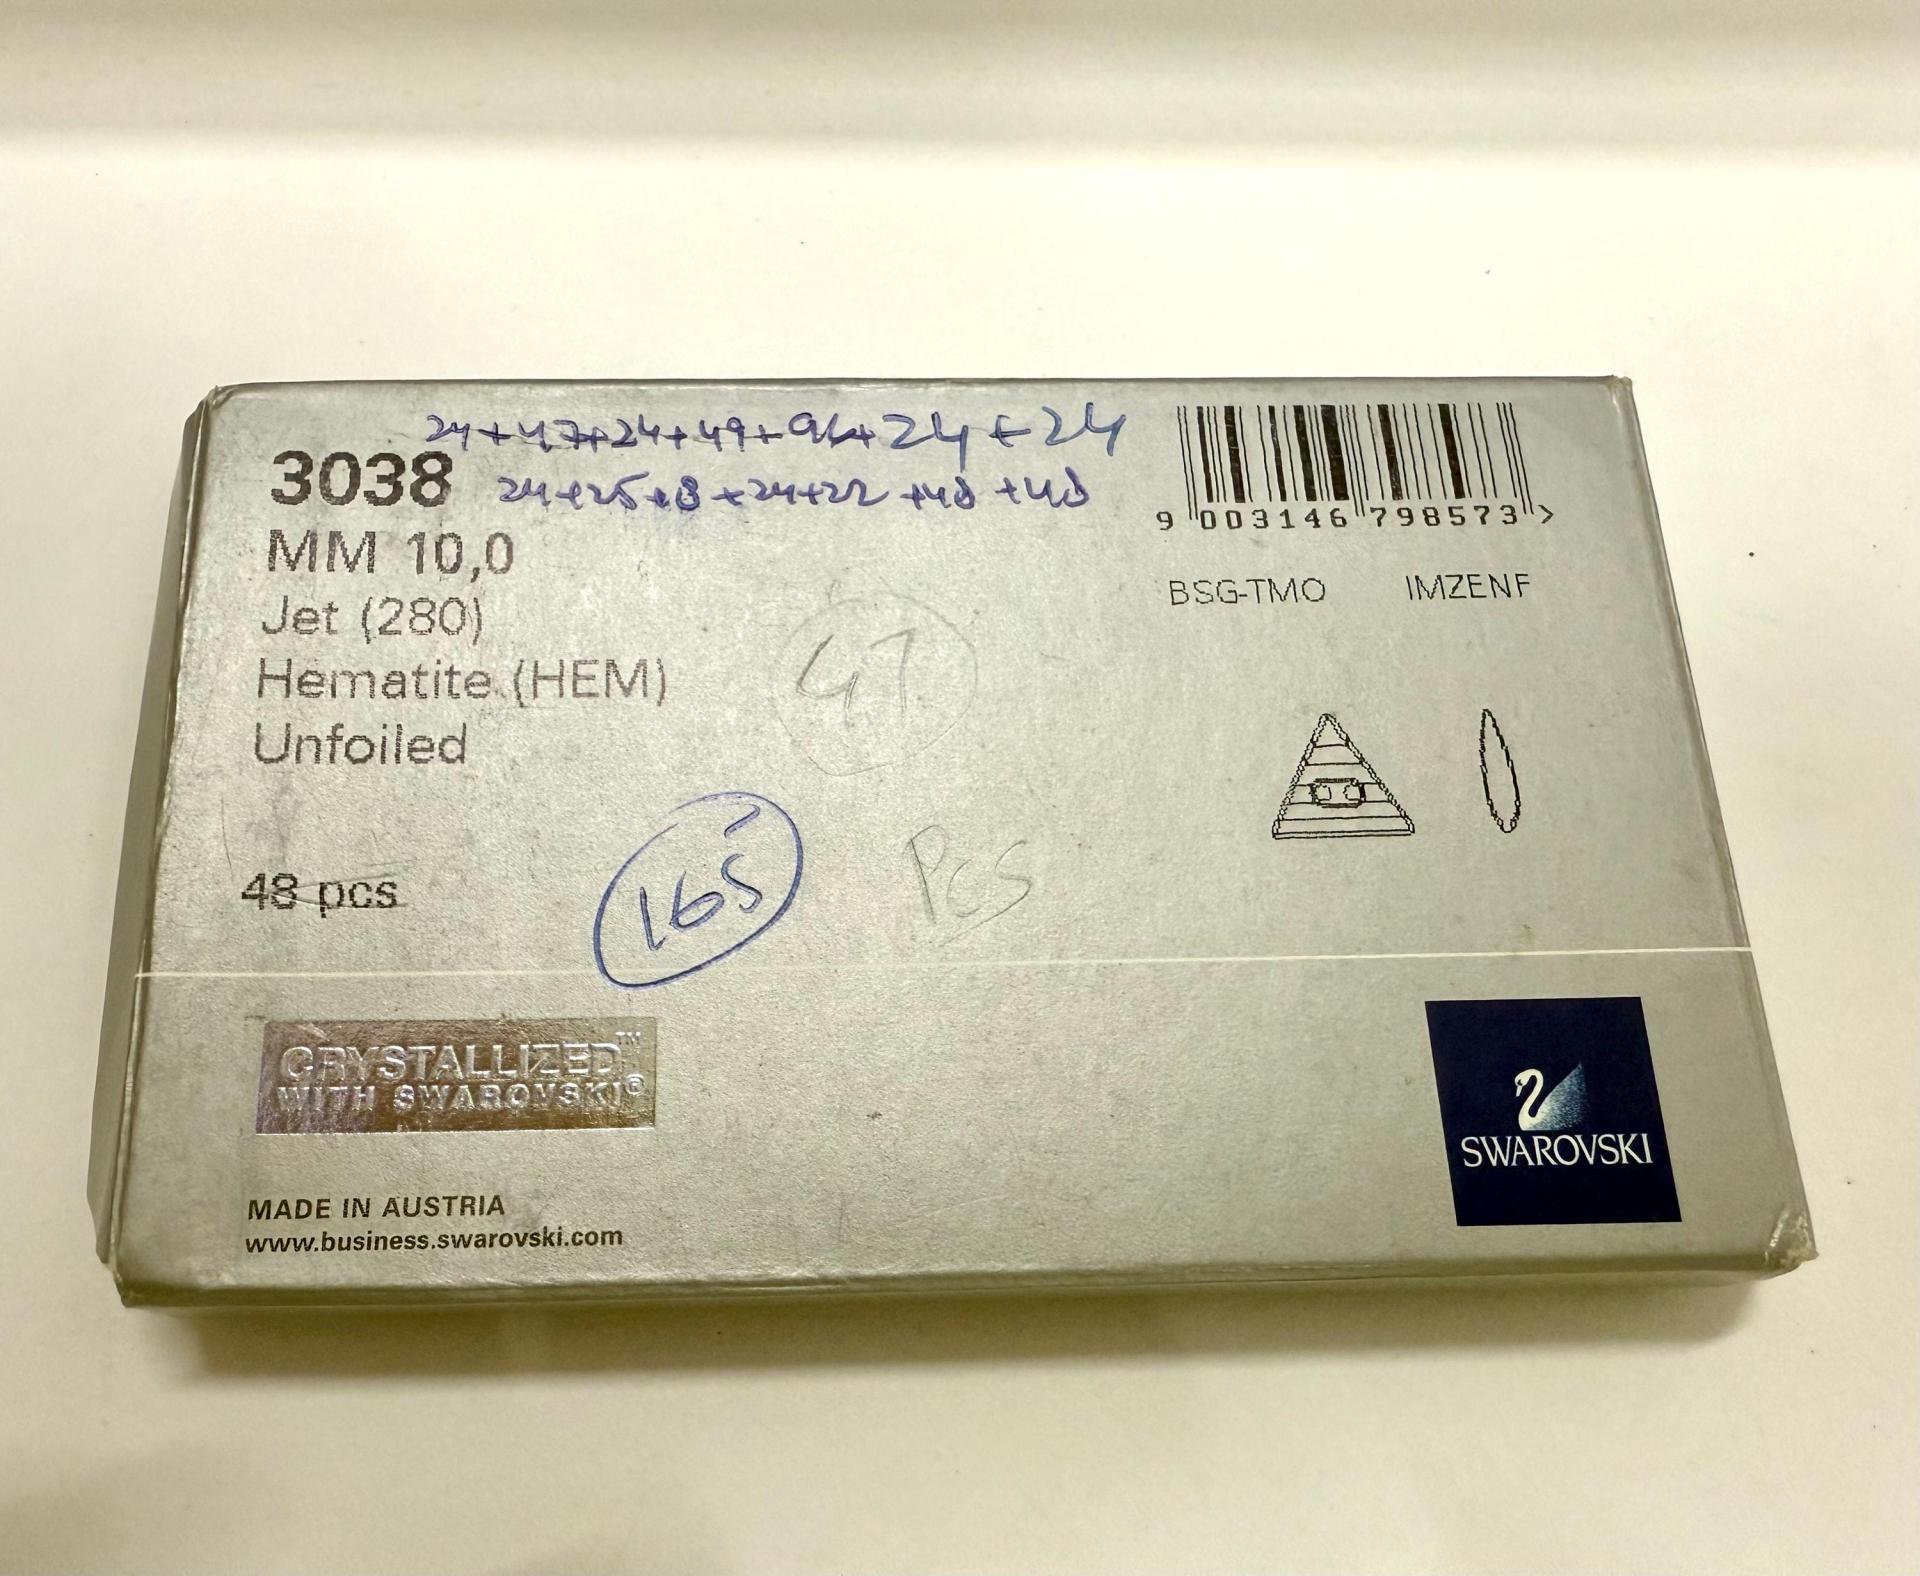 24+47+24+49+96+24+24
3038
24+25+8+24+22+48+48
9 003146 798573 >
MM 10,0
Jet (280)
BSG-TMO IMZENF
Hematite (HEM)
47
Unfoiled
48 pcs
165
Pcs
CRYSTALLIZED™
WITH SWAROVSKI®
SWAROVSKI
MADE IN AUSTRIA
www.business.swarovski.com